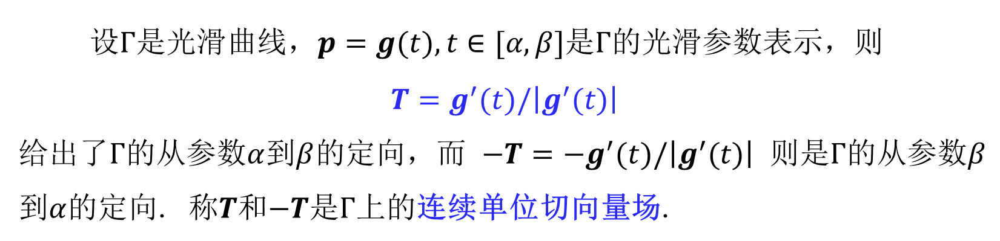 设Γ是光滑曲线，p = g(t), t ∈ [α, β]是Γ的光滑参数表示，则
T = g′(t)/|g′(t)|
给出了Γ的从参数α到β的定向，而 −T = −g′(t)/|g′(t)| 则是Γ的从参数β
到α的定向. 称T和−T是Γ上的连续单位切向量场.